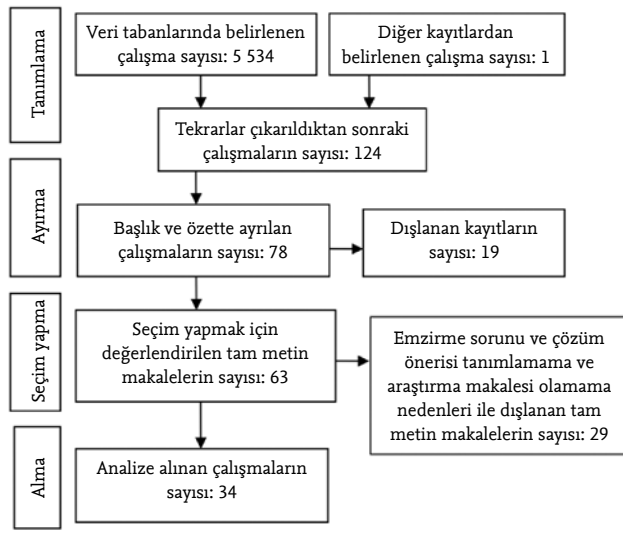 Tanımlama
Veri tabanlarında belirlenen
çalışma sayısı: 5 534
Diğer kayıtlardan
belirlenen çalışma sayısı: 1
Tekrarlar çıkarıldıktan sonraki
çalışmaların sayısı: 124
Ayırma
Başlık ve özette ayrılan
çalışmaların sayısı: 78
Dışlanan kayıtların
sayısı: 19
Seçim yapma
Seçim yapmak için
değerlendirilen tam metin
makalelerin sayısı: 63
Emzirme sorunu ve çözüm
önerisi tanımlamama ve
araştırma makalesi olamama
nedenleri ile dışlanan tam
metin makalelerin sayısı: 29
Alma
Analize alınan çalışmaların
sayısı: 34